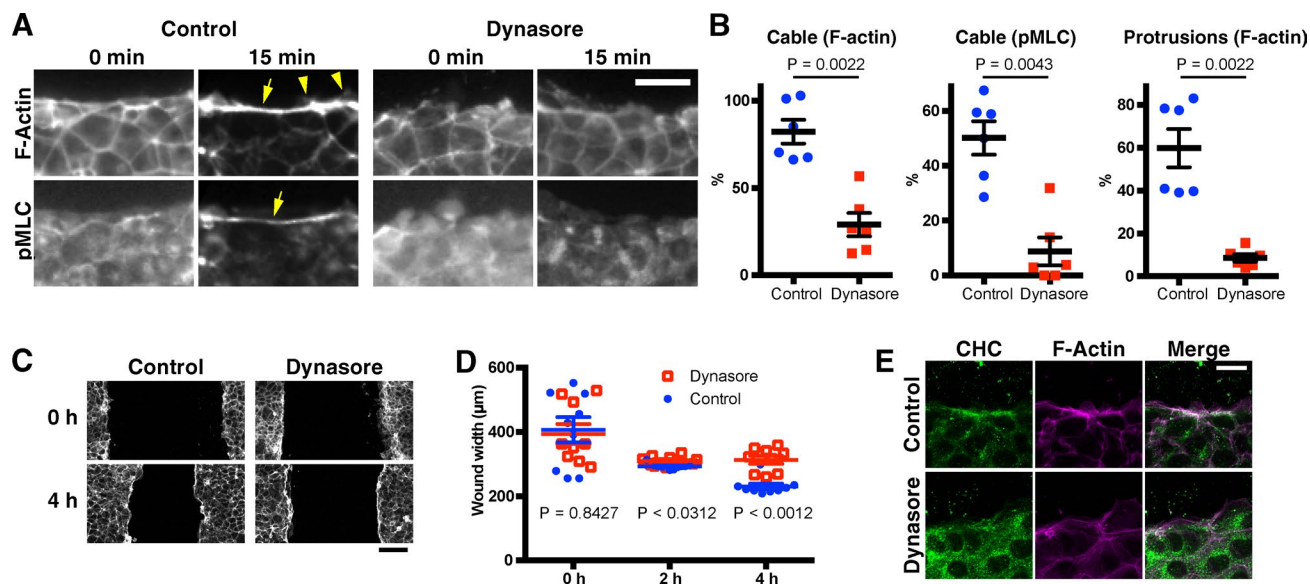 A
Control
Dynasore
0 min
15 min
0 min
15 min
F-Actin
pMLC
B
Cable (F-actin)
P = 0.0022
100
50
0
%
Control
Dynasore
Cable (pMLC)
P = 0.0043
60
40
20
0
%
Control
Dynasore
Protrusions (F-actin)
P = 0.0022
80
60
40
20
0
%
Control
Dynasore
C
Control
Dynasore
0 h
4 h
D
Wound width (µm)
600
400
200
0
Dynasore
Control
P = 0.8427
P < 0.0312
P < 0.0012
0 h
2 h
4 h
E
CHC
F-Actin
Merge
Control
Dynasore